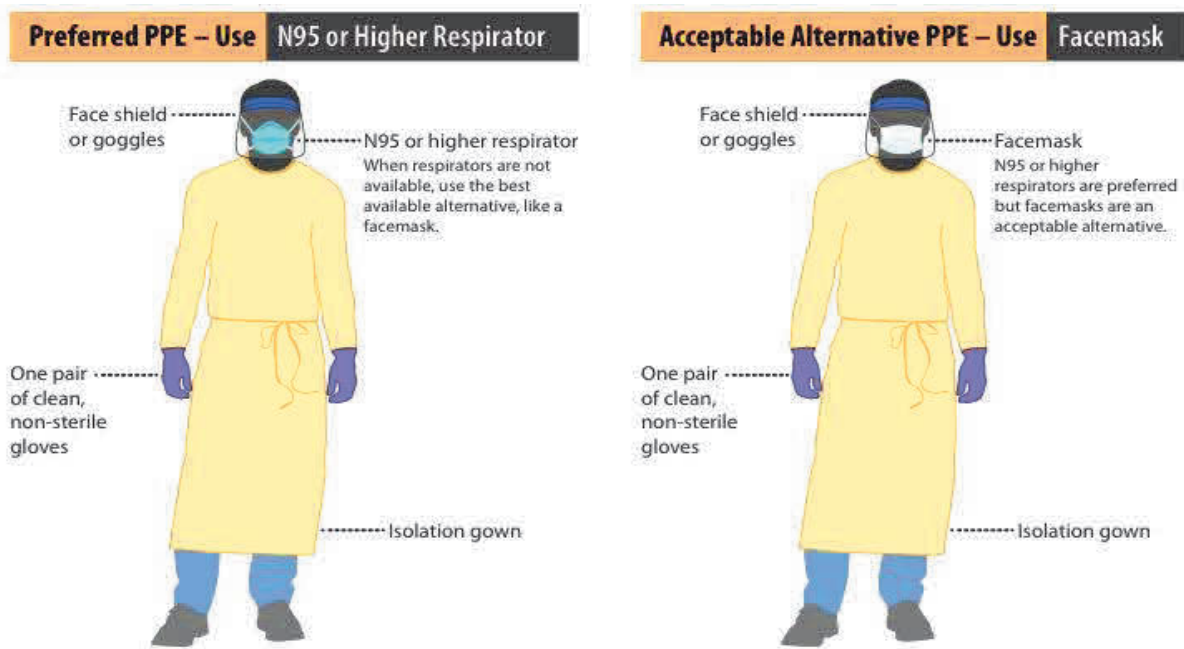 Preferred PPE – Use N95 or Higher Respirator
Face shield
or goggles
N95 or higher respirator
When respirators are not
available, use the best
available alternative, like a
facemask.
One pair
of clean,
non-sterile
gloves
Isolation gown
Acceptable Alternative PPE – Use Facemask
Face shield
or goggles
Facemask
N95 or higher
respirators are preferred
but facemasks are an
acceptable alternative.
One pair
of clean,
non-sterile
gloves
Isolation gown